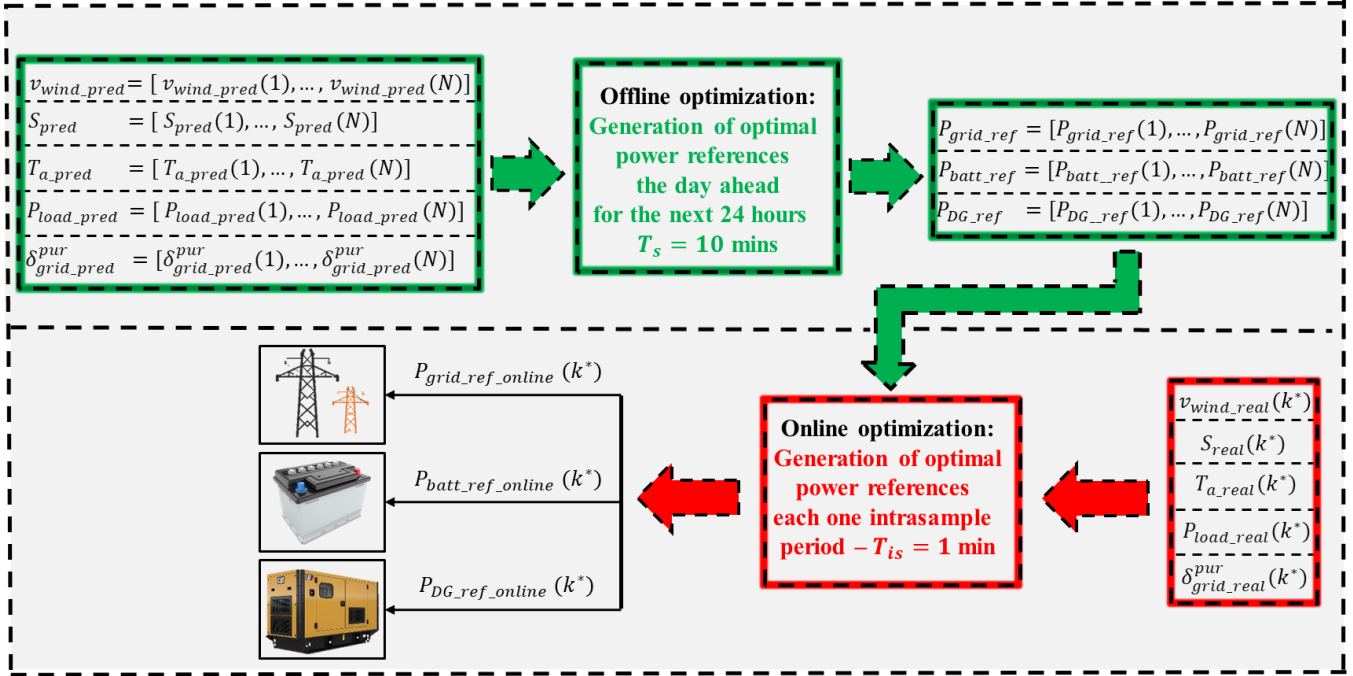 v_wind_pred = [ v_wind_pred(1), … , v_wind_pred(N)]
S_pred = [ S_pred(1), … , S_pred(N)]
T_a_pred = [ T_a_pred(1), … , T_a_pred(N)]
P_load_pred = [ P_load_pred(1), … , P_load_pred(N)]
δ^pur_grid_pred = [δ^pur_grid_pred(1), … , δ^pur_grid_pred(N)]
Offline optimization:
Generation of optimal
power references
the day ahead
for the next 24 hours
T_s = 10 mins
P_grid_ref = [P_grid_ref(1), … , P_grid_ref(N)]
P_batt_ref = [P_batt__ref(1), … , P_batt_ref(N)]
P_DG_ref = [P_DG__ref(1), … , P_DG_ref(N)]
P_grid_ref_online (k*)
P_batt_ref_online (k*)
P_DG_ref_online (k*)
Online optimization:
Generation of optimal
power references
each one intrasample
period – T_is = 1 min
v_wind_real(k*)
S_real(k*)
T_a_real(k*)
P_load_real(k*)
δ^pur_grid_real(k*)